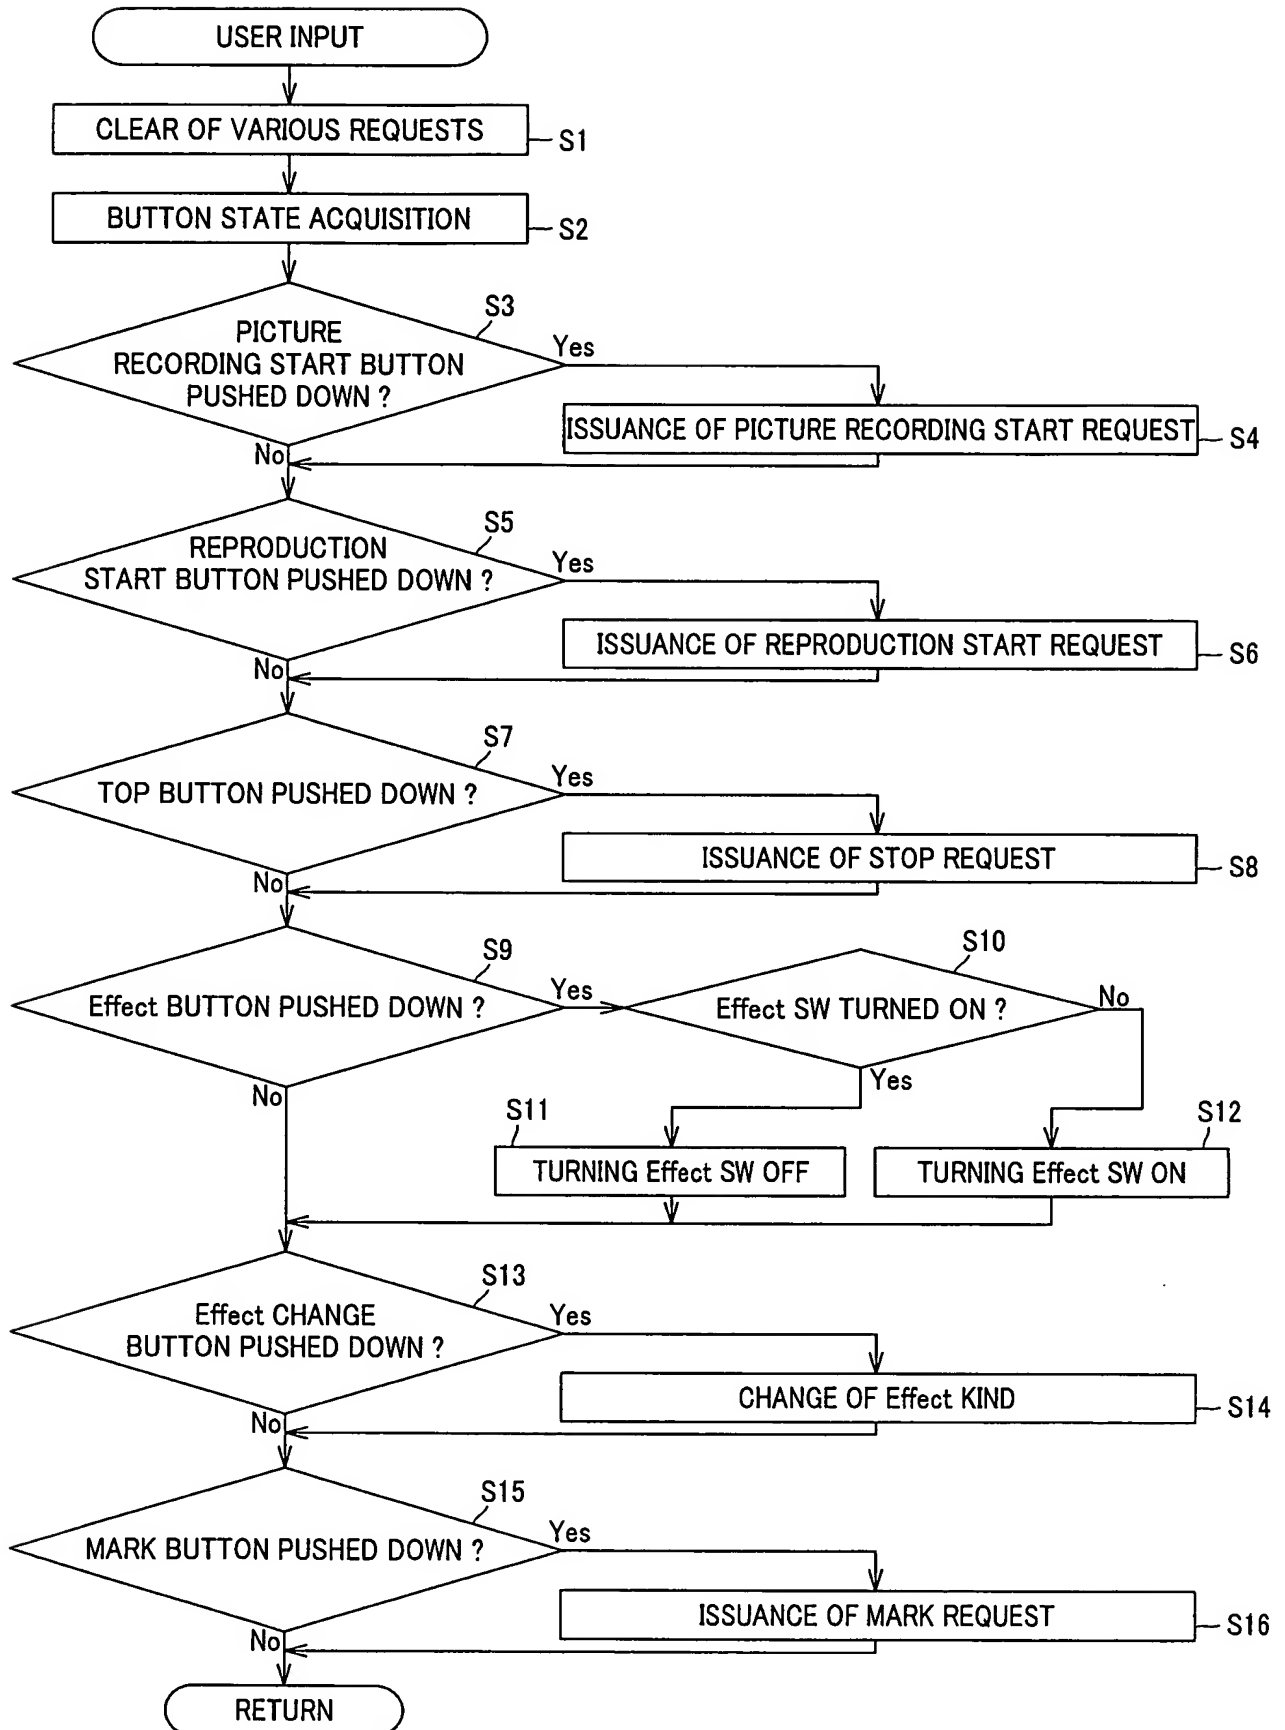 USER INPUT
CLEAR OF VARIOUS REQUESTS
S1
BUTTON STATE ACQUISITION
S2
S3
PICTURE
RECORDING START BUTTON
PUSHED DOWN ?
Yes
ISSUANCE OF PICTURE RECORDING START REQUEST
S4
No
S5
REPRODUCTION
START BUTTON PUSHED DOWN ?
Yes
ISSUANCE OF REPRODUCTION START REQUEST
S6
No
S7
TOP BUTTON PUSHED DOWN ?
Yes
ISSUANCE OF STOP REQUEST
S8
No
S9
Effect BUTTON PUSHED DOWN ?
Yes
S10
Effect SW TURNED ON ?
No
Yes
No
S11
TURNING Effect SW OFF
S12
TURNING Effect SW ON
S13
Effect CHANGE
BUTTON PUSHED DOWN ?
Yes
CHANGE OF Effect KIND
S14
No
S15
MARK BUTTON PUSHED DOWN ?
Yes
ISSUANCE OF MARK REQUEST
S16
No
RETURN